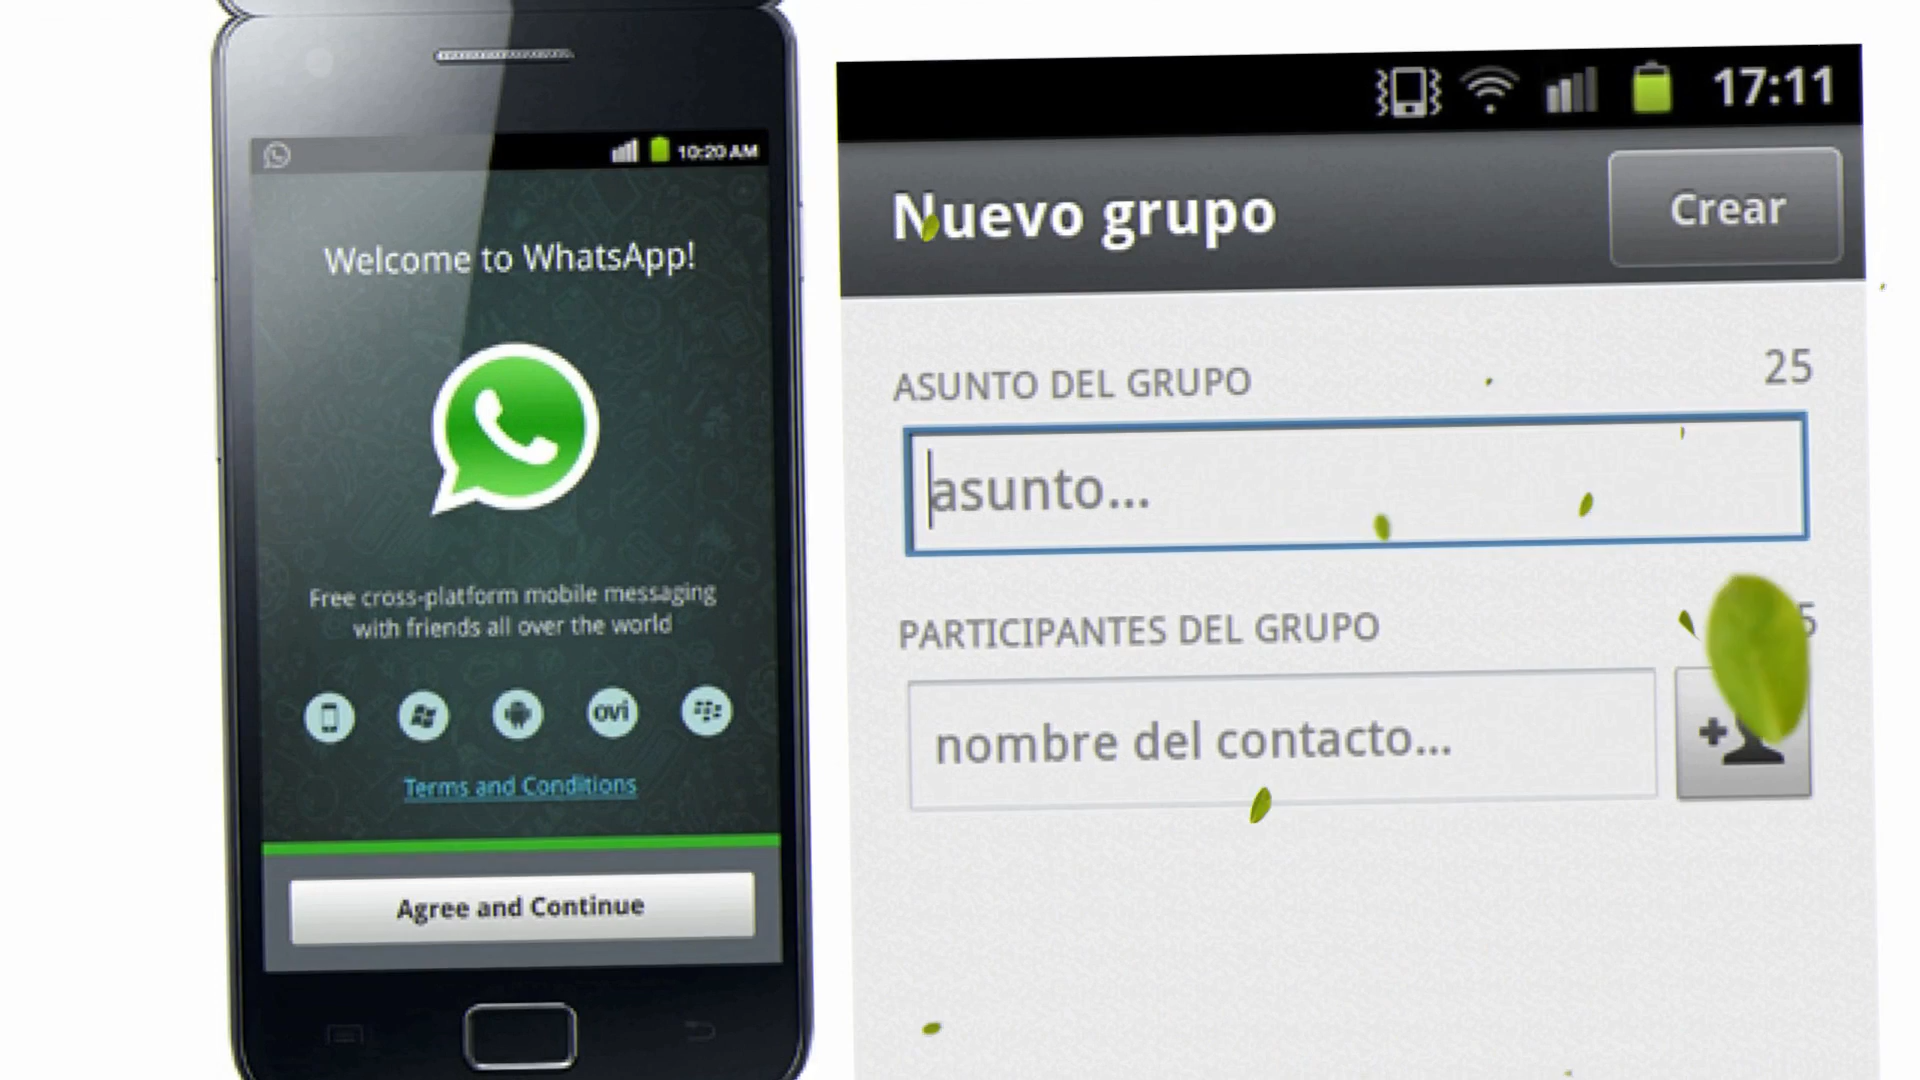 10:20 AM
Welcome to WhatsApp!
Free cross-platform mobile messaging
with friends all over the world
ovi
Terms and Conditions
Agree and Continue
17:11
Nuevo grupo
Crear
ASUNTO DEL GRUPO
25
asunto...
PARTICIPANTES DEL GRUPO
nombre del contacto...